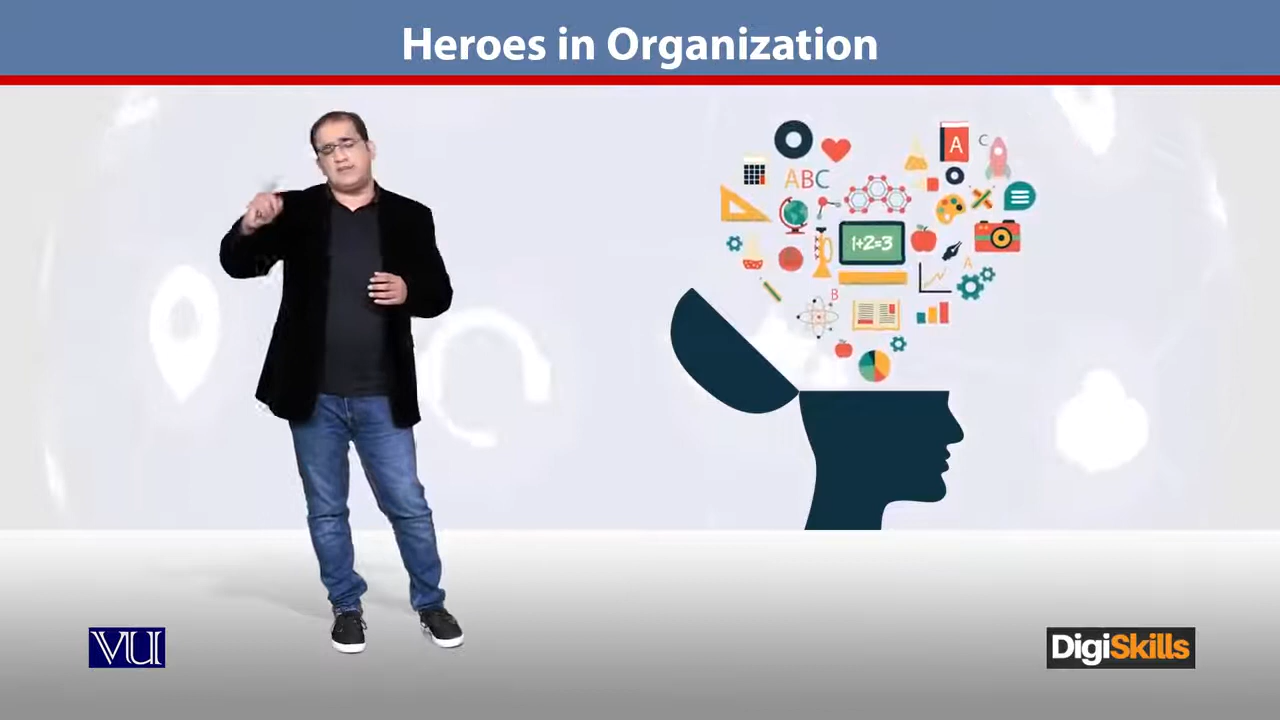 Heroes in Organization
A
C
ABC
1+2=3
A
B
VU
DigiSkills